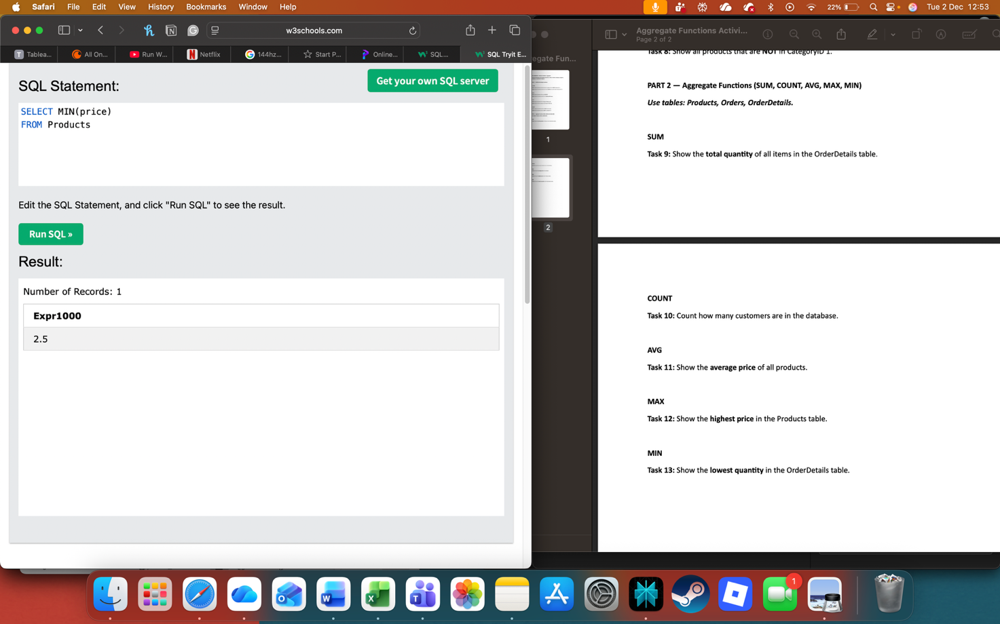 Safari File Edit View History Bookmarks Window Help 22% Tue 2 Dec 12:53
w3schools.com
Tablea... All On... Run W... Netflix 144hz... Start P... Online... SQL... SQL Tryit E...
SQL Statement:
Get your own SQL server
SELECT MIN(price)
FROM Products
Edit the SQL Statement, and click "Run SQL" to see the result.
Run SQL »
Result:
Number of Records: 1
Expr1000
2.5
egate Fun...
1
2
Aggregate Functions Activi...
Page 2 of 2
Task 8: Show all products that are NOT in CategoryID 1.
PART 2 — Aggregate Functions (SUM, COUNT, AVG, MAX, MIN)
Use tables: Products, Orders, OrderDetails.
SUM
Task 9: Show the total quantity of all items in the OrderDetails table.
COUNT
Task 10: Count how many customers are in the database.
AVG
Task 11: Show the average price of all products.
MAX
Task 12: Show the highest price in the Products table.
MIN
Task 13: Show the lowest quantity in the OrderDetails table.
1